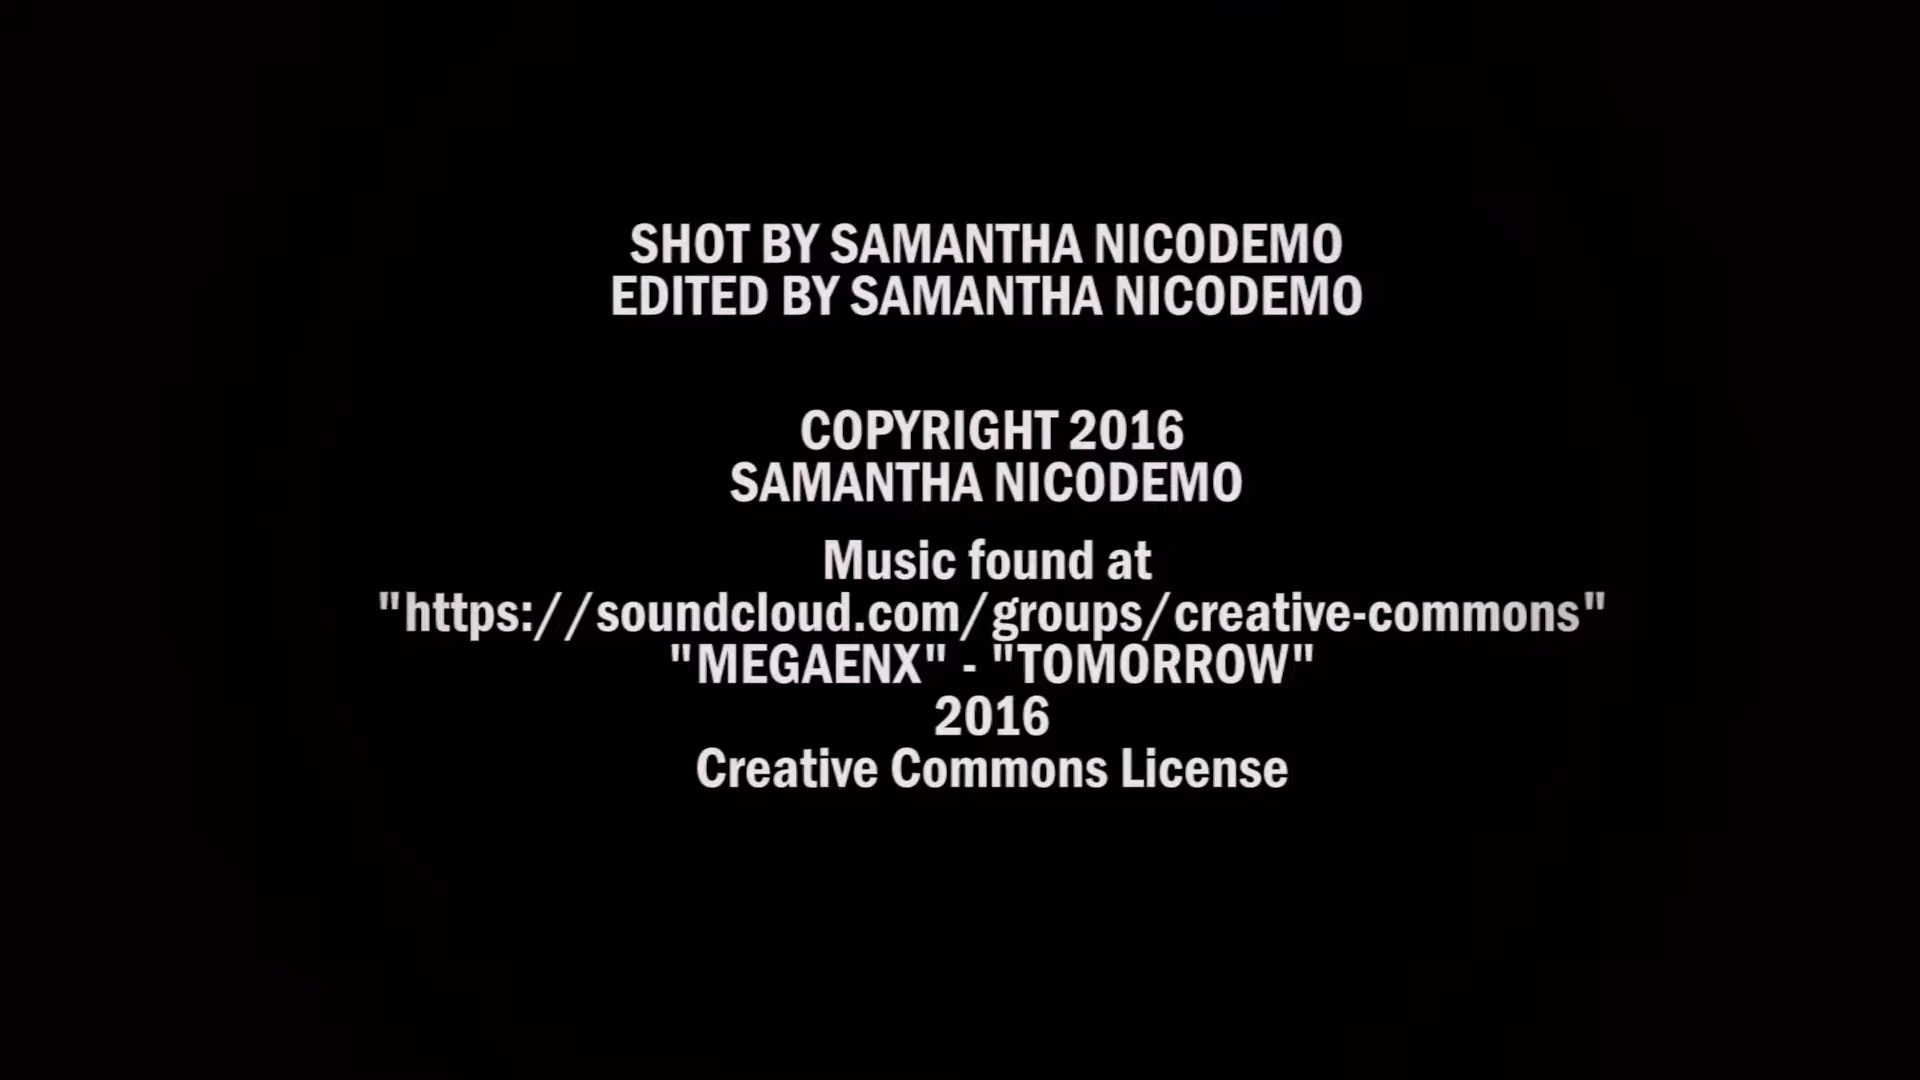 SHOT BY SAMANTHA NICODEMO
EDITED BY SAMANTHA NICODEMO
COPYRIGHT 2016
SAMANTHA NICODEMO
Music found at
"https://soundcloud.com/groups/creative-commons"
"MEGAENX" - "TOMORROW"
2016
Creative Commons License